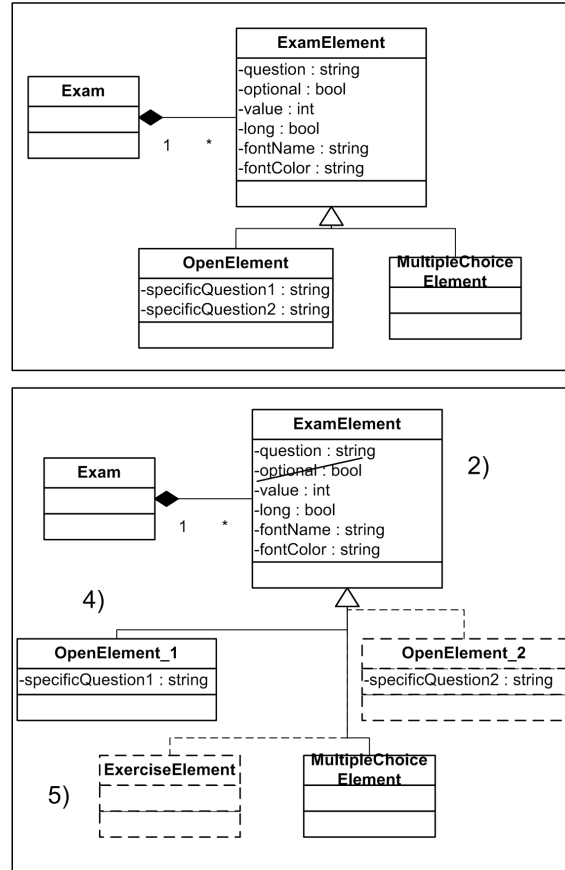 ExamElement
-question : string
-optional : bool
-value : int
-long : bool
-fontName : string
-fontColor : string
Exam
1 *
OpenElement
-specificQuestion1 : string
-specificQuestion2 : string
MultipleChoice
Element
ExamElement
-question : string
-optional : bool
-value : int
-long : bool
-fontName : string
-fontColor : string
2)
Exam
1 *
4)
OpenElement_1
-specificQuestion1 : string
OpenElement_2
-specificQuestion2 : string
5)
ExerciseElement
MultipleChoice
Element